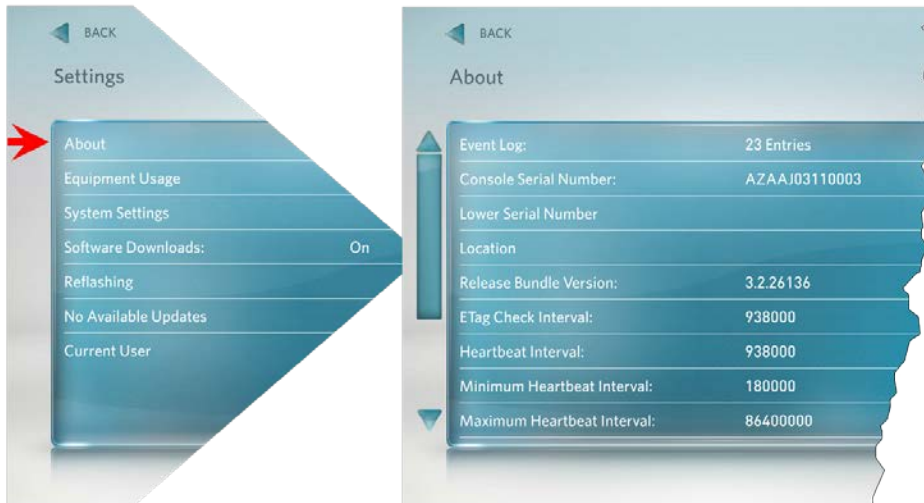 BACK
Settings
About
Equipment Usage
System Settings
Software Downloads: On
Reflashing
No Available Updates
Current User
BACK
About
Event Log: 23 Entries
Console Serial Number: AZAAJ03110003
Lower Serial Number
Location
Release Bundle Version: 3.2.26136
ETag Check Interval: 938000
Heartbeat Interval: 938000
Minimum Heartbeat Interval: 180000
Maximum Heartbeat Interval: 86400000